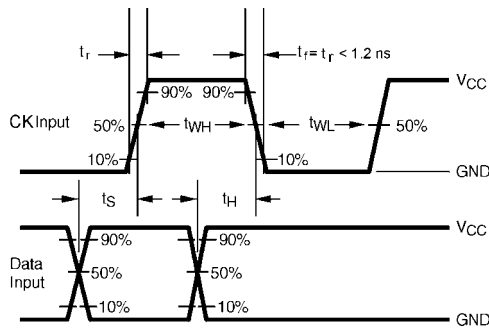 tr
tf = tr < 1.2 ns
VCC
90% 90%
CK Input
50% tWH tWL 50%
10% 10%
GND
tS tH
VCC
90% 90%
Data
Input
50% 50%
10% 10%
GND